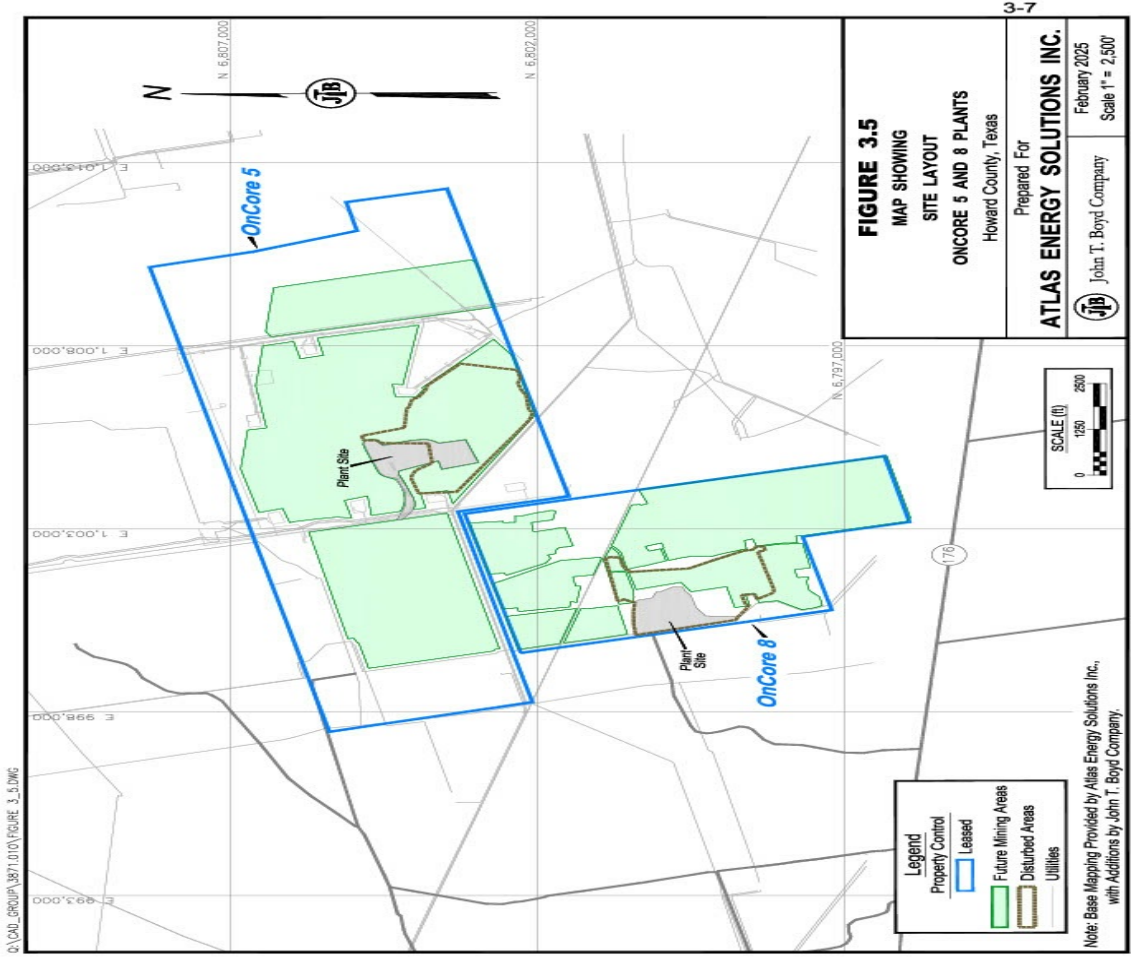 3-7
Q:\CAD_GROUP\3871.010\FIGURE 3_5.DWG
N 6,807,000
N 6,802,000
N 6,797,000
E 1,013,000
E 1,008,000
E 1,003,000
E 998,000
E 993,000
N
JTB
OnCore 5
Plant Site
OnCore 8
Plant
Site
176
SCALE (ft)
0 1250 2500
Legend
Property Control
Leased
Future Mining Areas
Disturbed Areas
Utilities
Note: Base Mapping Provided by Atlas Energy Solutions Inc.,
with Additions by John T. Boyd Company.
FIGURE 3.5
MAP SHOWING
SITE LAYOUT
ONCORE 5 AND 8 PLANTS
Howard County, Texas
Prepared For
ATLAS ENERGY SOLUTIONS INC.
JTB John T. Boyd Company
February 2025
Scale 1" = 2,500'